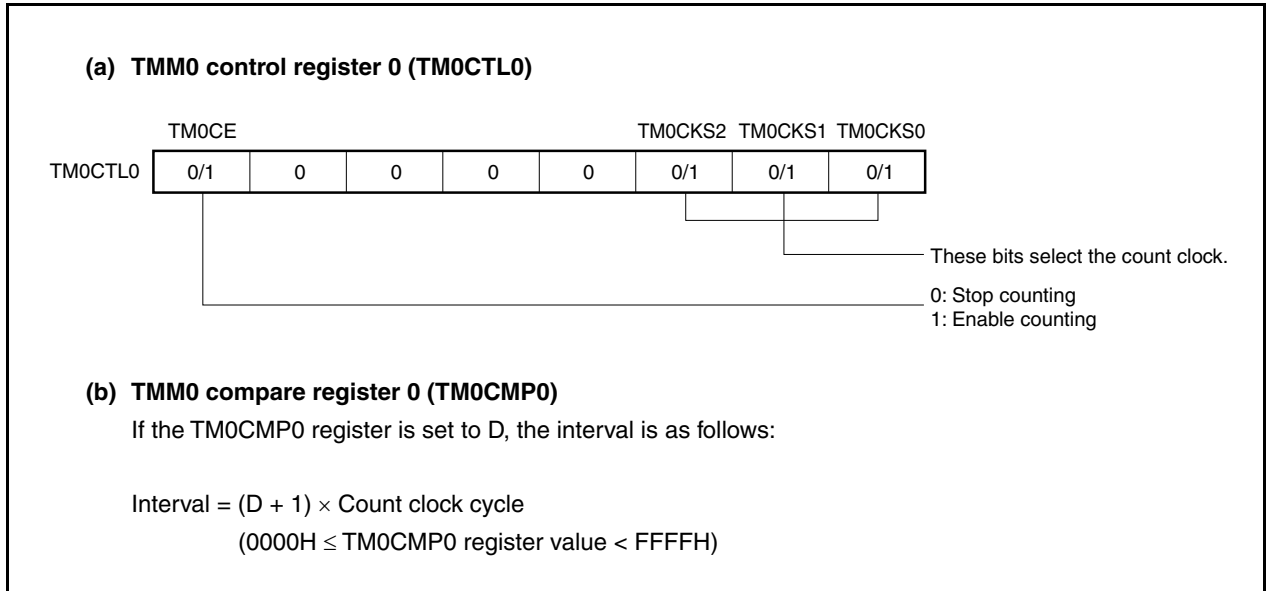 (a) TMM0 control register 0 (TM0CTL0)
TM0CE TM0CKS2 TM0CKS1 TM0CKS0
TM0CTL0 0/1 0 0 0 0 0/1 0/1 0/1
These bits select the count clock.
0: Stop counting
1: Enable counting
(b) TMM0 compare register 0 (TM0CMP0)
If the TM0CMP0 register is set to D, the interval is as follows:
Interval = (D + 1) × Count clock cycle
(0000H ≤ TM0CMP0 register value < FFFFH)